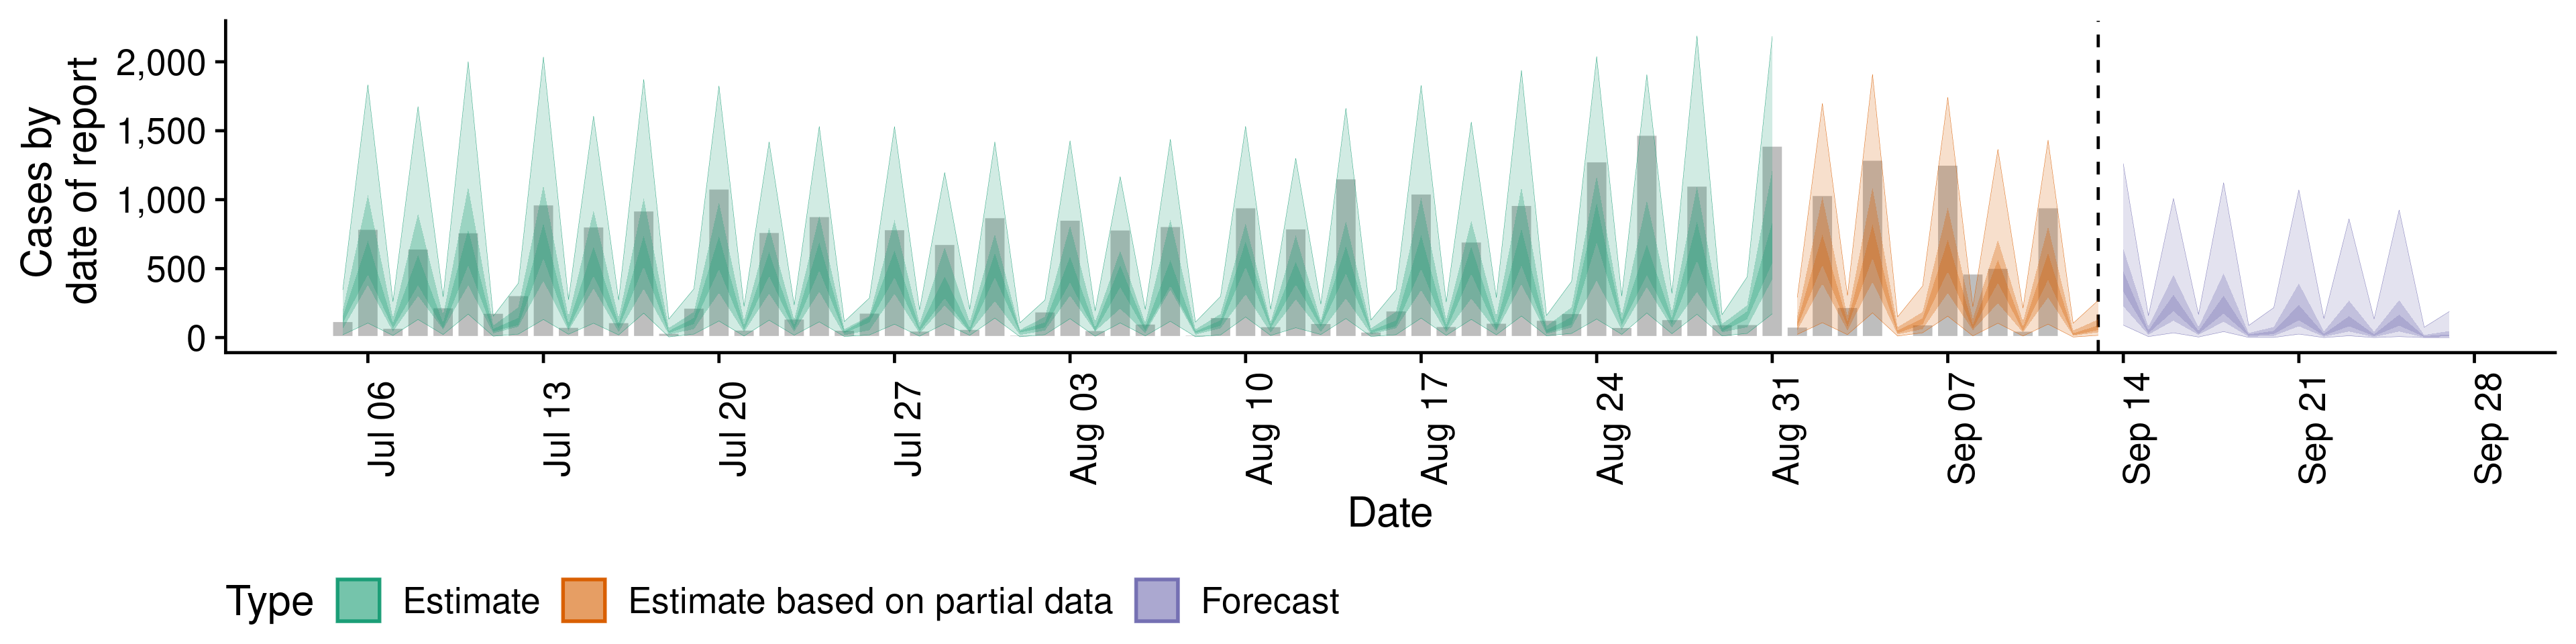 Cases by
date of report
2,000
1,500
1,000
500
0
Jul 06
Jul 13
Jul 20
Jul 27
Aug 03
Aug 10
Aug 17
Aug 24
Aug 31
Sep 07
Sep 14
Sep 21
Sep 28
Date
Type Estimate Estimate based on partial data Forecast